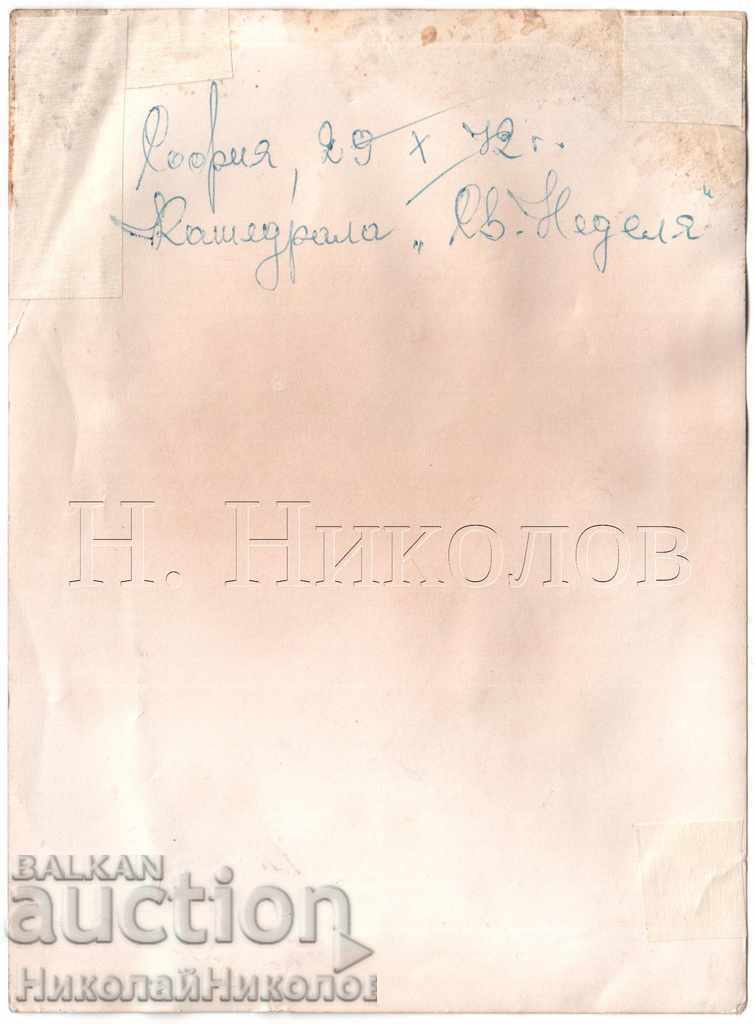 София, 29 / X / 72 г.
Катедрала „Св. Неделя"
Н. Николов
BALKAN
auction
НиколайНиколов